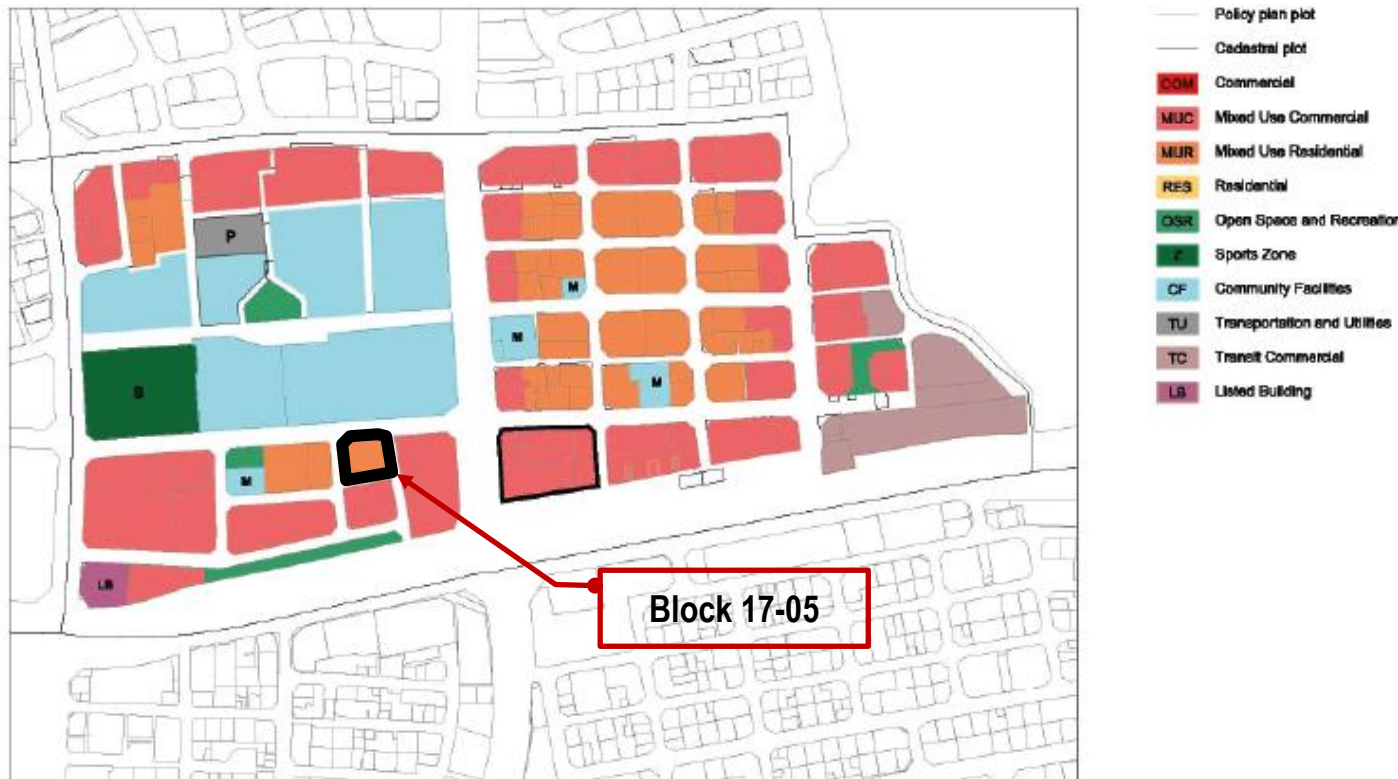 Policy plan plot
Cadastral plot
COM Commercial
MUC Mixed Use Commercial
MUR Mixed Use Residential
RES Residential
OSR Open Space and Recreation
Sports Zone
CF Community Facilities
TU Transportation and Utilities
TC Transit Commercial
LB Listed Building
P
M
M
S
M
M
LB
Block 17-05